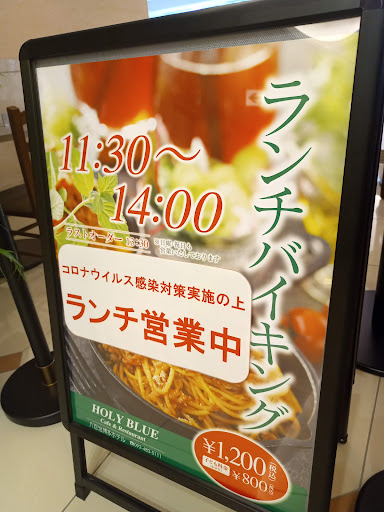 ランチバイキング
11:30～
14:00
ラストオーダー 13:30
コロナウイルス感染対策実施の上
ランチ営業中
HOLY BLUE
Cafe & Restaurant
¥1,200(税込)
¥800